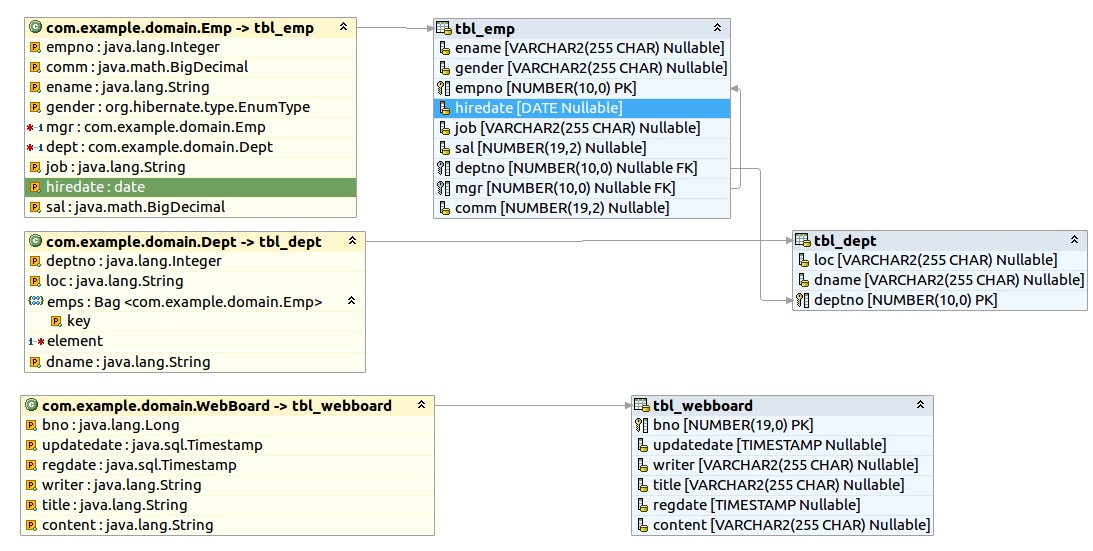 com.example.domain.Emp -> tbl_emp
empno : java.lang.Integer
comm : java.math.BigDecimal
ename : java.lang.String
gender : org.hibernate.type.EnumType
mgr : com.example.domain.Emp
dept : com.example.domain.Dept
job : java.lang.String
hiredate : date
sal : java.math.BigDecimal
tbl_emp
ename [VARCHAR2(255 CHAR) Nullable]
gender [VARCHAR2(255 CHAR) Nullable]
empno [NUMBER(10,0) PK]
hiredate [DATE Nullable]
job [VARCHAR2(255 CHAR) Nullable]
sal [NUMBER(19,2) Nullable]
deptno [NUMBER(10,0) Nullable FK]
mgr [NUMBER(10,0) Nullable FK]
comm [NUMBER(19,2) Nullable]
com.example.domain.Dept -> tbl_dept
deptno : java.lang.Integer
loc : java.lang.String
emps : Bag <com.example.domain.Emp>
key
element
dname : java.lang.String
tbl_dept
loc [VARCHAR2(255 CHAR) Nullable]
dname [VARCHAR2(255 CHAR) Nullable]
deptno [NUMBER(10,0) PK]
com.example.domain.WebBoard -> tbl_webboard
bno : java.lang.Long
updatedate : java.sql.Timestamp
regdate : java.sql.Timestamp
writer : java.lang.String
title : java.lang.String
content : java.lang.String
tbl_webboard
bno [NUMBER(19,0) PK]
updatedate [TIMESTAMP Nullable]
writer [VARCHAR2(255 CHAR) Nullable]
title [VARCHAR2(255 CHAR) Nullable]
regdate [TIMESTAMP Nullable]
content [VARCHAR2(255 CHAR) Nullable]